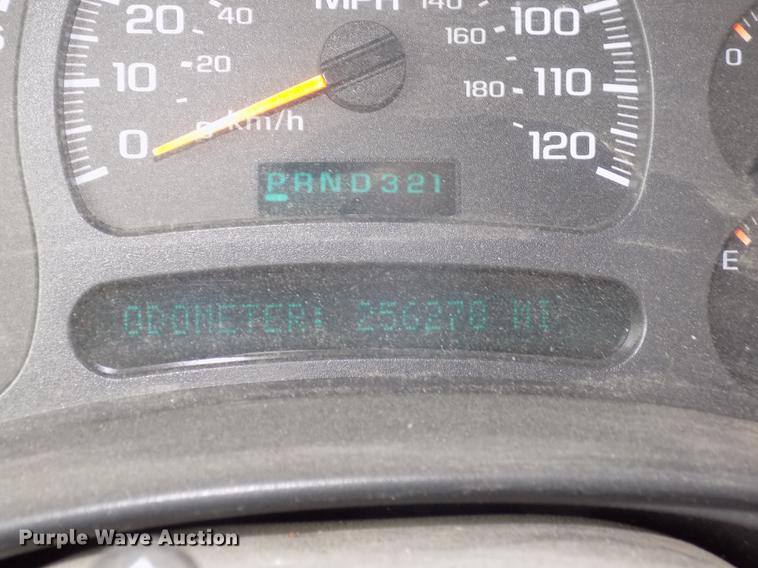 MPH
20 40 140 100
160
10 20 180 110
0 km/h 120
PRND321
0
E
ODOMETER: 256270 MI
Purple Wave Auction